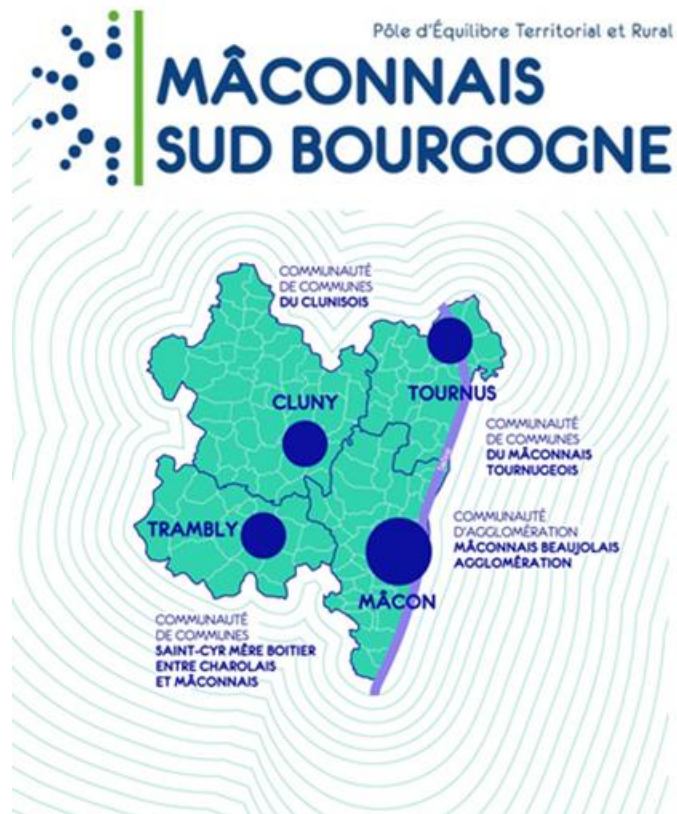 Pôle d'Équilibre Territorial et Rural
MÂCONNAIS
SUD BOURGOGNE
COMMUNAUTÉ
DE COMMUNES
DU CLUNISOIS
CLUNY
TOURNUS
COMMUNAUTÉ
DE COMMUNES
DU MÂCONNAIS
TOURNUGEOIS
TRAMBLY
COMMUNAUTÉ
D'AGGLOMÉRATION
MÂCONNAIS BEAUJOLAIS
AGGLOMÉRATION
MÂCON
COMMUNAUTÉ
DE COMMUNES
SAINT-CYR MÊRE BOITIER
ENTRE CHAROLAIS
ET MÂCONNAIS